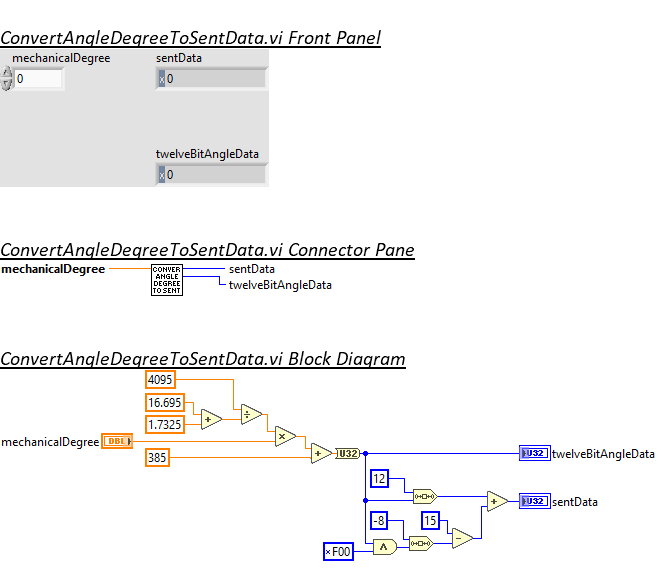 ConvertAngleDegreeToSentData.vi Front Panel
mechanicalDegree
sentData
0
x 0
twelveBitAngleData
x 0
ConvertAngleDegreeToSentData.vi Connector Pane
mechanicalDegree
CONVER
ANGLE
DEGREE
TO SENT
sentData
twelveBitAngleData
ConvertAngleDegreeToSentData.vi Block Diagram
4095
16.695
1.7325
mechanicalDegree
DBL
385
U32
U32
twelveBitAngleData
12
U32
sentData
-8
15
x F00